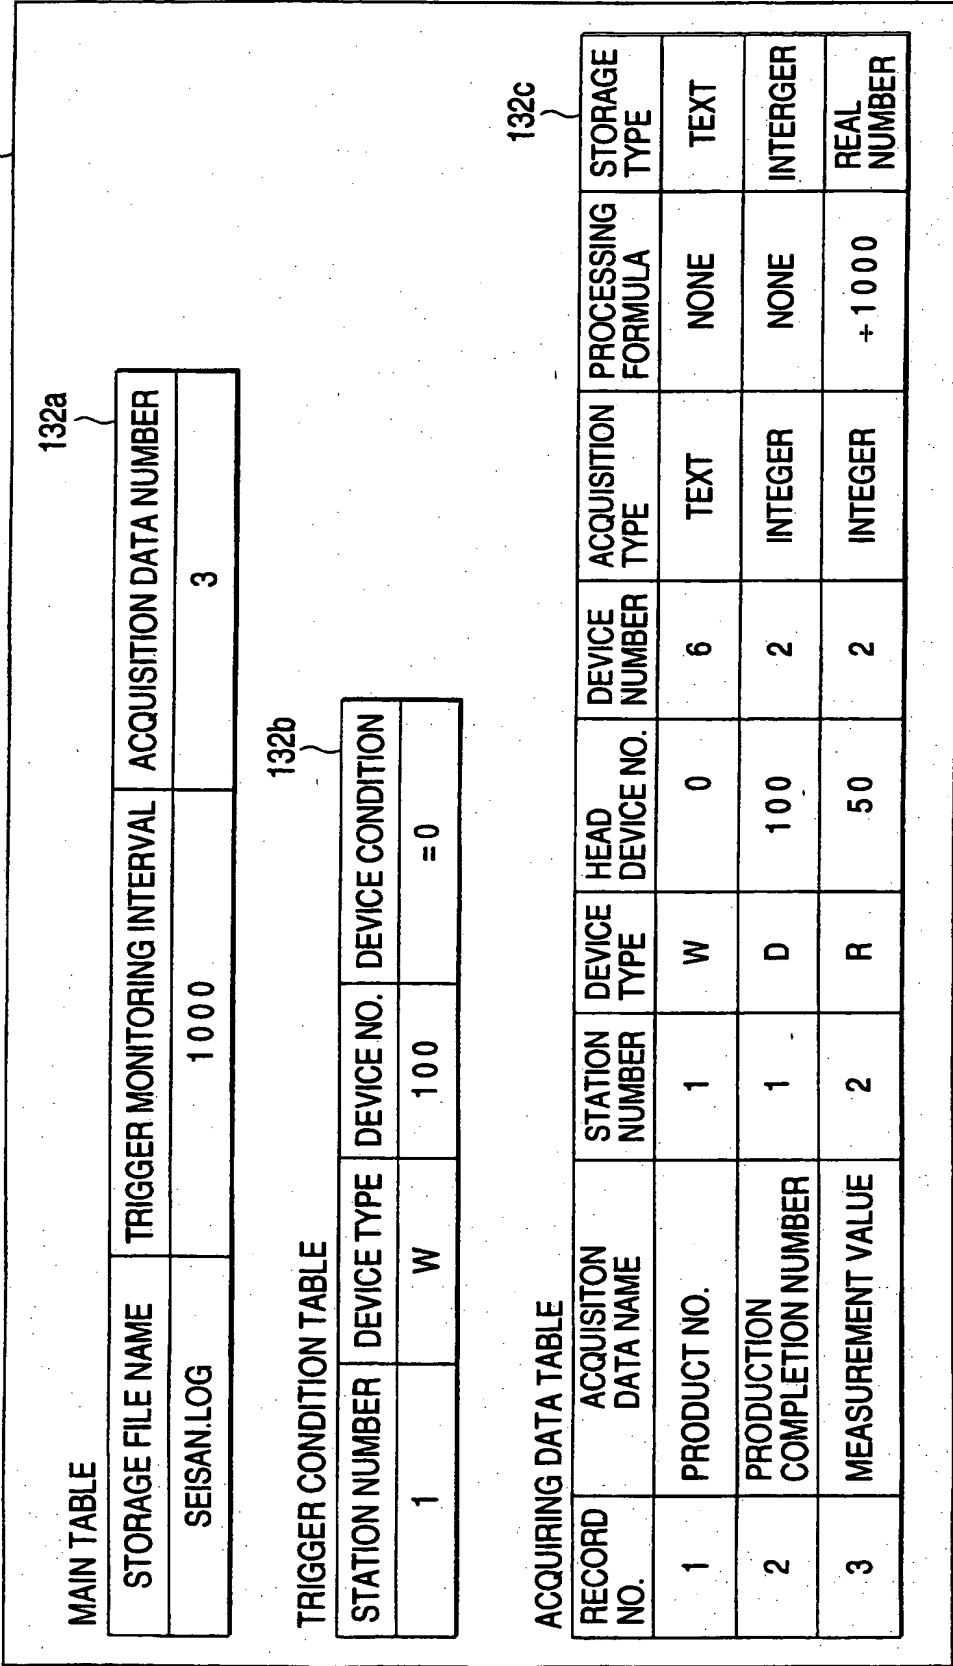 MAIN TABLE
132a
STORAGE FILE NAME TRIGGER MONITORING INTERVAL ACQUISITION DATA NUMBER
SEISAN.LOG 1000 3
TRIGGER CONDITION TABLE
132b
STATION NUMBER DEVICE TYPE DEVICE NO. DEVICE CONDITION
1 W 100 =0
ACQUIRING DATA TABLE
132c
RECORD NO. ACQUISITON DATA NAME STATION NUMBER DEVICE TYPE HEAD DEVICE NO. DEVICE NUMBER ACQUISITION TYPE PROCESSING FORMULA STORAGE TYPE
1 PRODUCT NO. 1 W 0 6 TEXT NONE TEXT
2 PRODUCTION COMPLETION NUMBER 1 D 100 2 INTEGER NONE INTERGER
3 MEASUREMENT VALUE 2 R 50 2 INTEGER ÷1000 REAL NUMBER